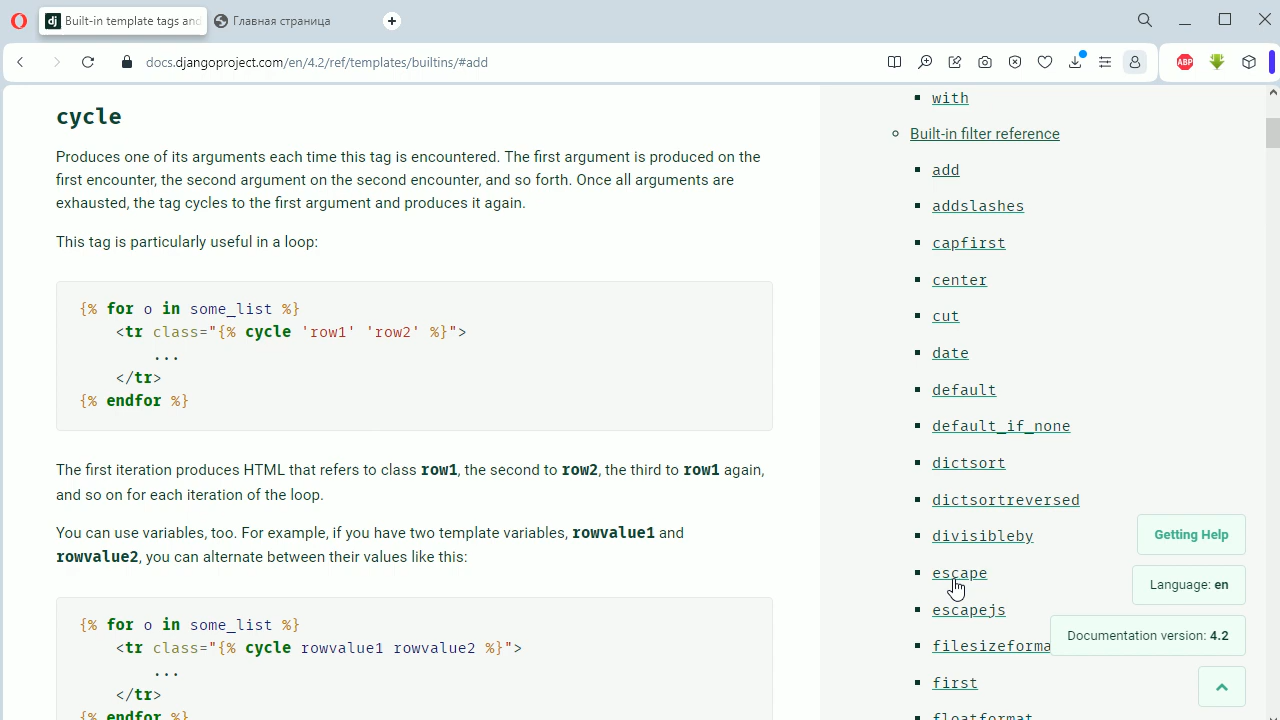 Built-in template tags and
Главная страница
docs.djangoproject.com/en/4.2/ref/templates/builtins/#add
ABP
cycle
Produces one of its arguments each time this tag is encountered. The first argument is produced on the
first encounter, the second argument on the second encounter, and so forth. Once all arguments are
exhausted, the tag cycles to the first argument and produces it again.
This tag is particularly useful in a loop:
{% for o in some_list %}
<tr class="{% cycle 'row1' 'row2' %}">
...
</tr>
{% endfor %}
The first iteration produces HTML that refers to class row1, the second to row2, the third to row1 again,
and so on for each iteration of the loop.
You can use variables, too. For example, if you have two template variables, rowvalue1 and
rowvalue2, you can alternate between their values like this:
{% for o in some_list %}
<tr class="{% cycle rowvalue1 rowvalue2 %}">
...
</tr>
{% endfor %}
with
Built-in filter reference
add
addslashes
capfirst
center
cut
date
default
default_if_none
dictsort
dictsortreversed
divisibleby
escape
escapejs
filesizeforma
first
floatformat
Getting Help
Language: en
Documentation version: 4.2